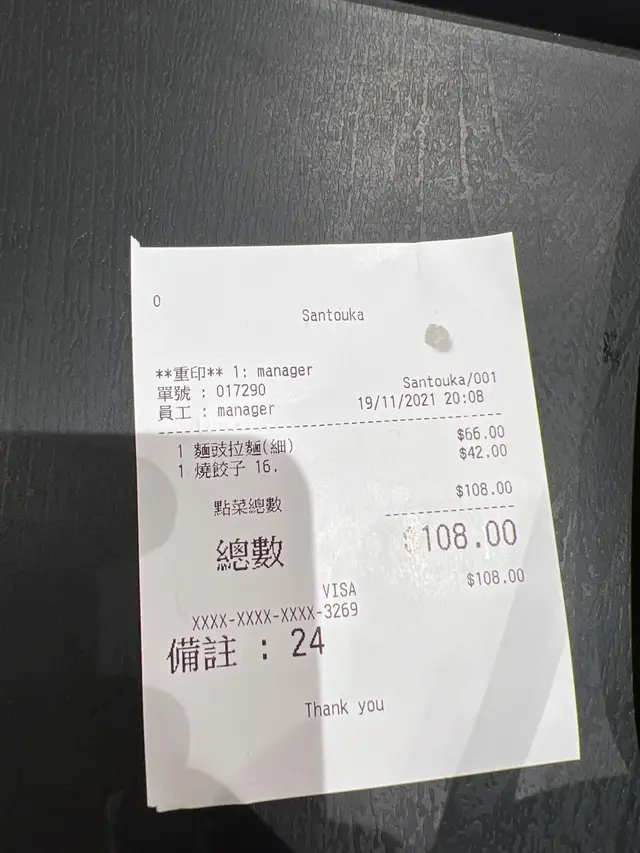 0
Santouka
**重印** 1: manager
單號 : 017290 Santouka/001
員工 : manager 19/11/2021 20:08
1 麵豉拉麵(細) $66.00
1 燒餃子 16. $42.00
點菜總數 $108.00
總數 $108.00
VISA $108.00
XXXX-XXXX-XXXX-3269
備註 : 24
Thank you